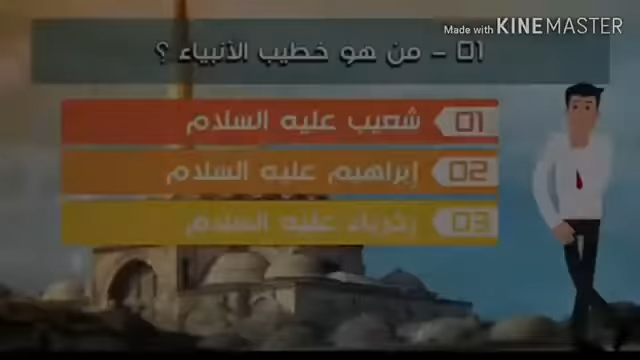 Made with KINEMASTER
01 - من هو خطيب الأنبياء ؟
01 شعيب عليه السلام
02 إبراهيم عليه السلام
03 زكرياء عليه السلام